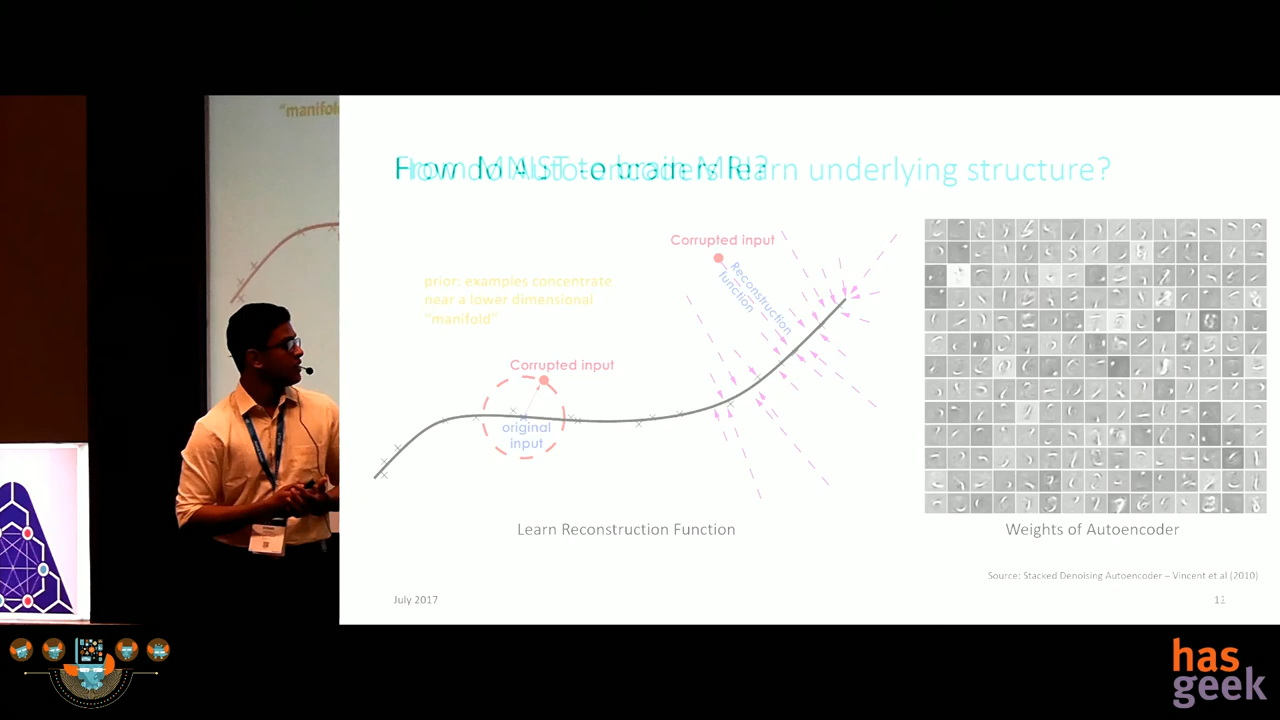 "manifol
From MNIST to brain MRI?
How do Autoencoders learn underlying structure?
Corrupted input
Reconstruction
function
prior: examples concentrate
near a lower dimensional
"manifold"
Corrupted input
original
input
Learn Reconstruction Function
Weights of Autoencoder
Source: Stacked Denoising Autoencoder – Vincent et al (2010)
July 2017
has
geek